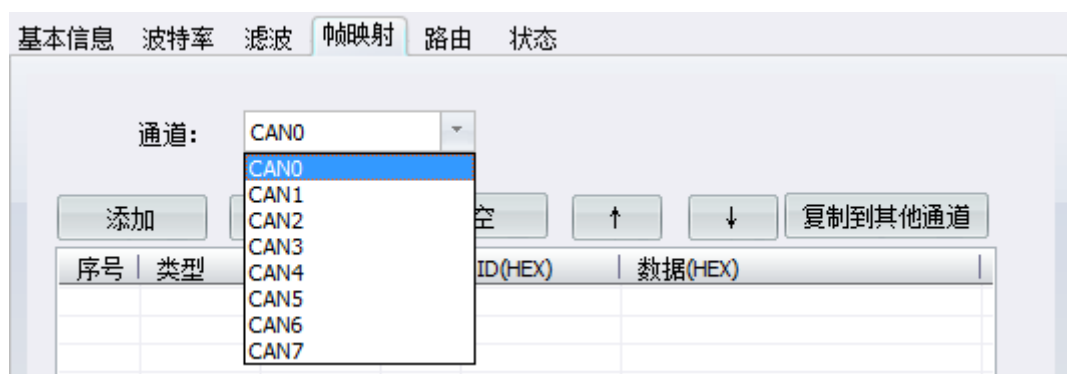 基本信息 波特率 滤波 帧映射 路由 状态
通道: CAN0
CAN0
CAN1
添加 空 ↑ ↓ 复制到其他通道
CAN2
CAN3
序号 类型 ID(HEX) 数据(HEX)
CAN4
CAN5
CAN6
CAN7